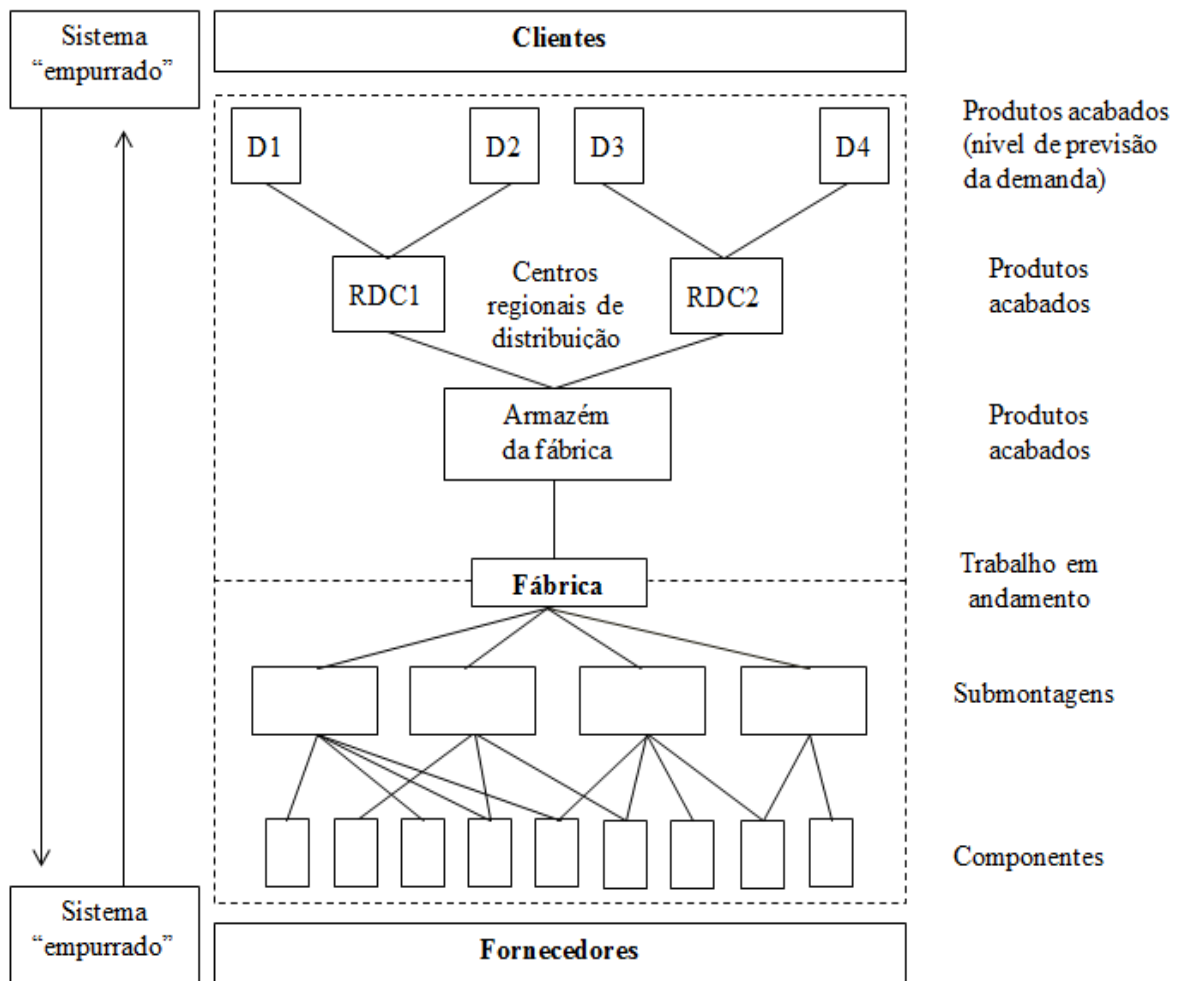 Sistema
“empurrado”
Clientes
D1
D2
D3
D4
Produtos acabados
(nível de previsão
da demanda)
RDC1
Centros
regionais de
distribuição
RDC2
Produtos
acabados
Armazém
da fábrica
Produtos
acabados
Fábrica
Trabalho em
andamento
Submontagens
Componentes
Sistema
“empurrado”
Fornecedores